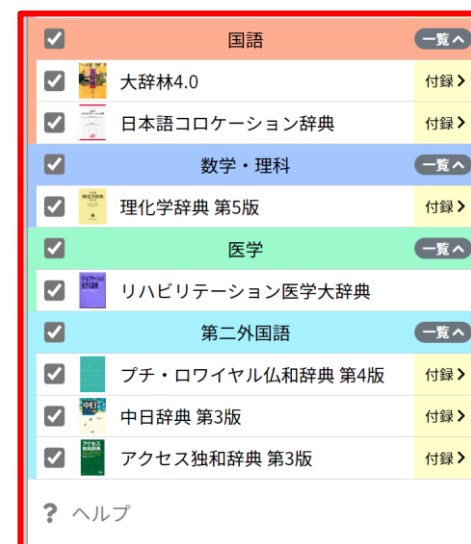 国語 一覧へ
大辞林4.0 付録
日本語コロケーション辞典 付録
数学・理科 一覧へ
理化学辞典 第5版 付録
医学 一覧へ
リハビリテーション医学大辞典
第二外国語 一覧へ
プチ・ロワイヤル仏和辞典 第4版 付録
中日辞典 第3版 付録
アクセス独和辞典 第3版 付録
? ヘルプ